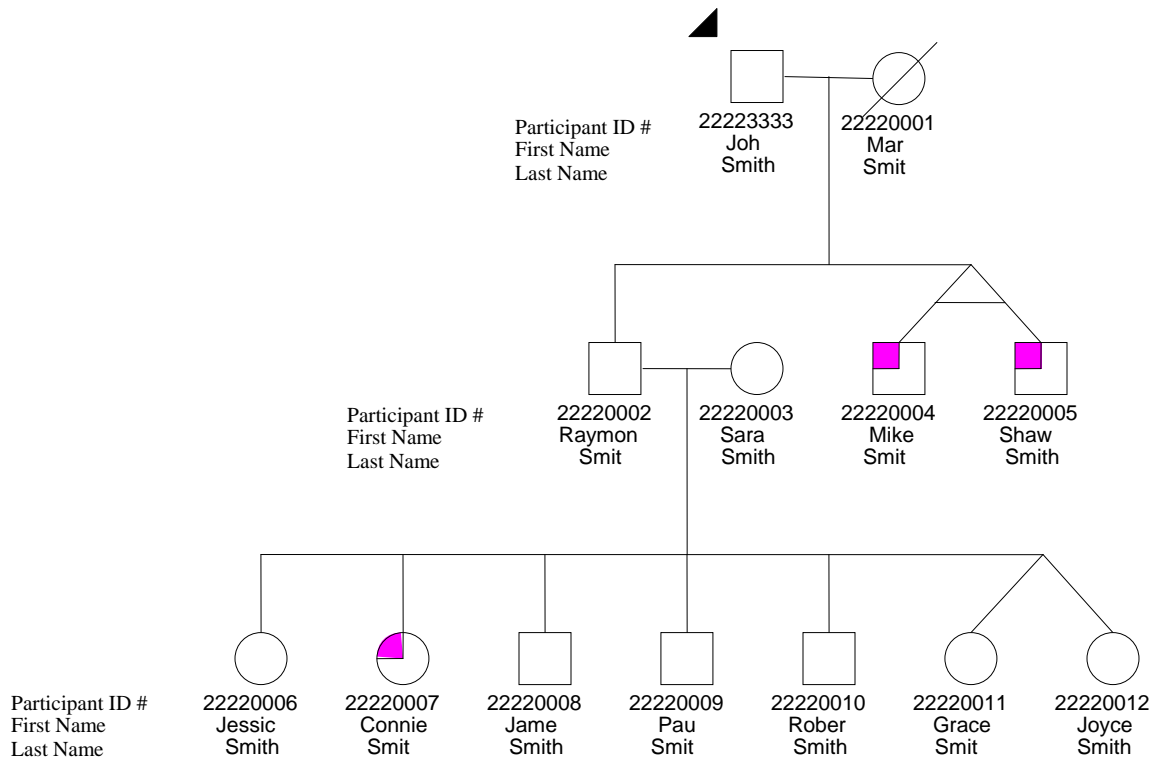 Participant ID # 22223333 22220001
First Name Joh Mar
Last Name Smith Smit
Participant ID # 22220002 22220003 22220004 22220005
First Name Raymon Sara Mike Shaw
Last Name Smit Smith Smit Smith
Participant ID # 22220006 22220007 22220008 22220009 22220010 22220011 22220012
First Name Jessic Connie Jame Pau Rober Grace Joyce
Last Name Smith Smit Smith Smit Smith Smit Smith